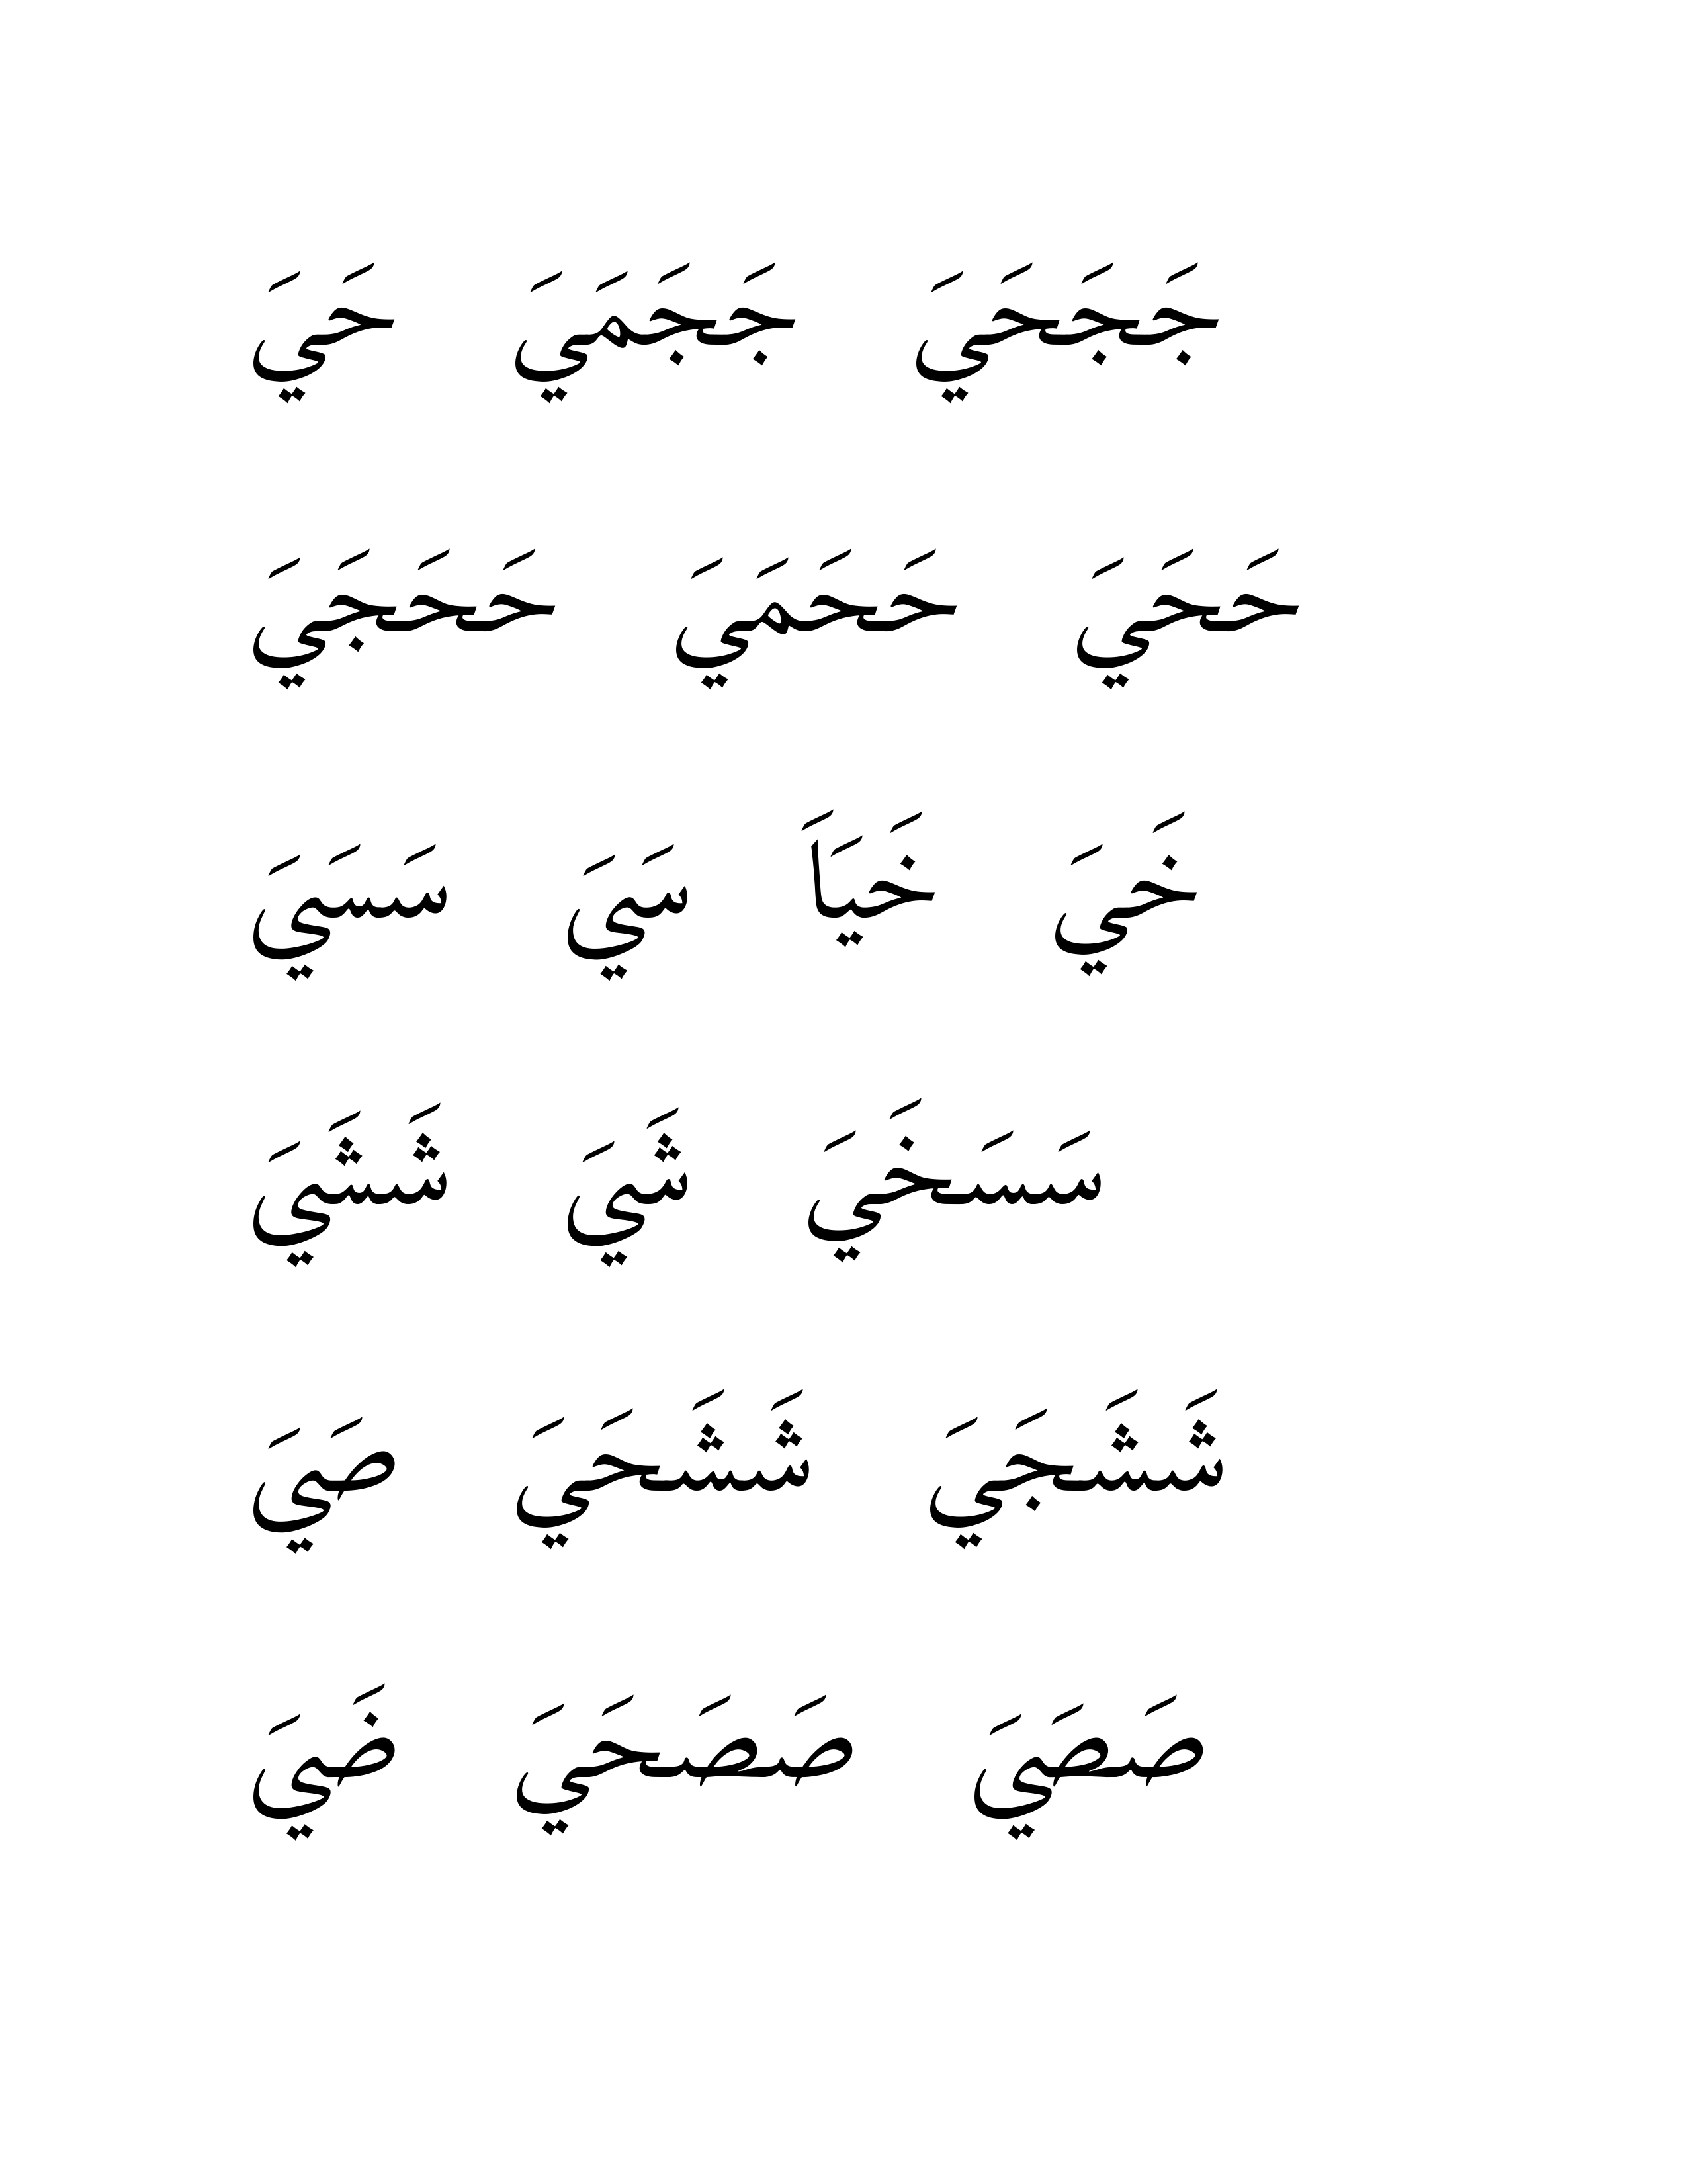 جَجَحَيَ جَجَمَيَ حَيَ
حَحَيَ حَحَمَيَ حَحَجَيَ
خَيَ خَيَاَ سَيَ سَسَيَ
سَسَخَيَ شَيَ شَشَيَ
شَشَجَيَ شَشَحَيَ صَيَ
صَصَيَ صَصَحَيَ ضَيَ